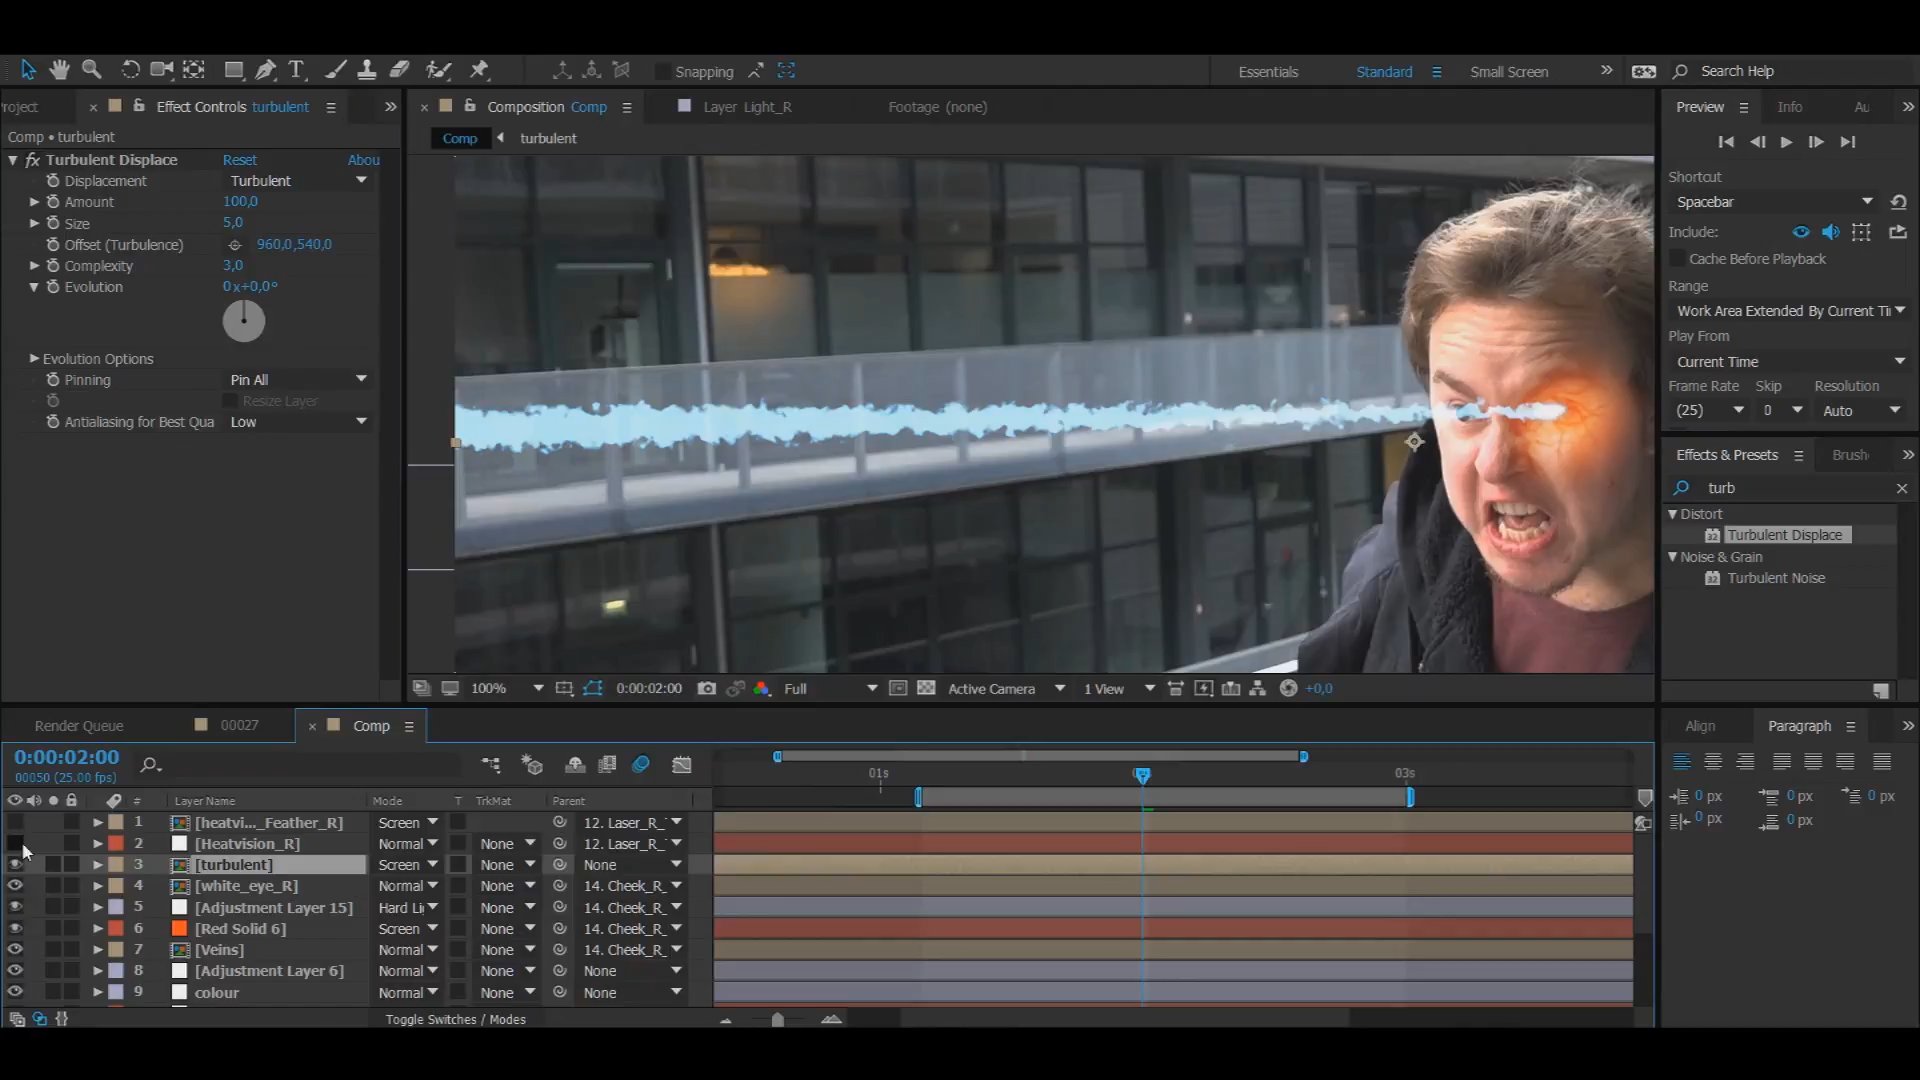 Snapping
Essentials
Standard
Small Screen
Search Help
roject
Effect Controls turbulent
Composition Comp
Layer Light_R
Footage (none)
Preview
Info
Au
Comp • turbulent
Comp
turbulent
Turbulent Displace
Reset
Abou
Displacement
Turbulent
Amount
100,0
Size
5,0
Offset (Turbulence)
960,0,540,0
Complexity
3,0
Evolution
0x+0,0°
Evolution Options
Pinning
Pin All
Resize Layer
Antialiasing for Best Qua
Low
Shortcut
Spacebar
Include:
Cache Before Playback
Range
Work Area Extended By Current Ti
Play From
Current Time
Frame Rate
Skip
Resolution
(25)
0
Auto
Effects & Presets
Brush
turb
Distort
32
Turbulent Displace
Noise & Grain
32
Turbulent Noise
100%
0:00:02:00
Full
Active Camera
1 View
+0,0
Render Queue
00027
Comp
Align
Paragraph
0:00:02:00
00050 (25.00 fps)
01s
03s
#
Layer Name
Mode
T
TrkMat
Parent
1
[heatvi..._Feather_R]
Screen
12. Laser_R_
2
[Heatvision_R]
Normal
None
12. Laser_R_
3
[turbulent]
Screen
None
None
4
[white_eye_R]
Normal
None
14. Cheek_R_
5
[Adjustment Layer 15]
Hard Li
None
14. Cheek_R_
6
[Red Solid 6]
Screen
None
14. Cheek_R_
7
[Veins]
Normal
None
14. Cheek_R_
8
[Adjustment Layer 6]
Normal
None
None
9
colour
Normal
None
None
Toggle Switches / Modes
0 px
0 px
0 px
0 px
0 px